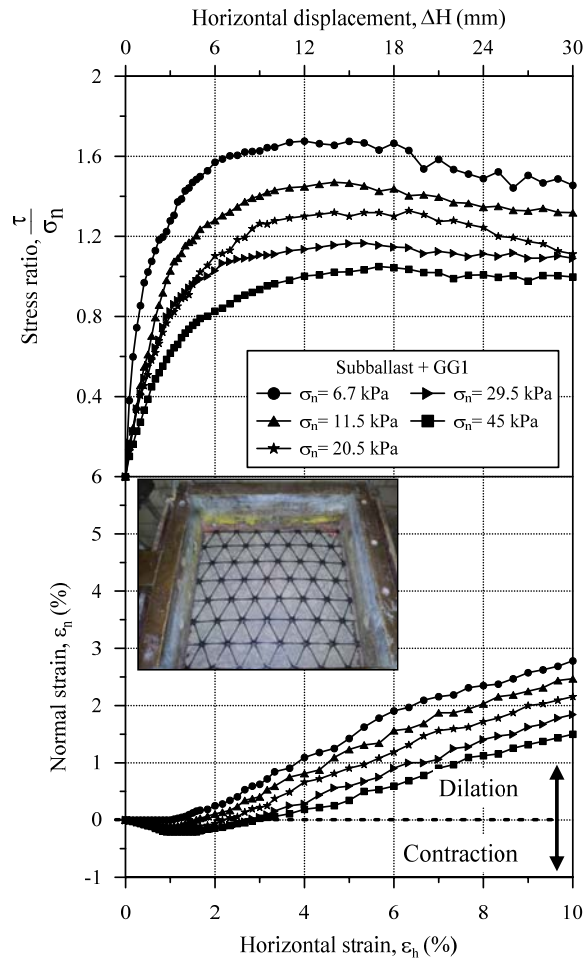 Horizontal displacement, ΔH (mm)
0 6 12 18 24 30
2
1.6
1.2
0.8
0.4
Stress ratio, τ/σn
Subballast + GG1
σn= 6.7 kPa
σn= 29.5 kPa
σn= 11.5 kPa
σn= 45 kPa
σn= 20.5 kPa
6
5
4
3
2
1
0
-1
Normal strain, εn (%)
Dilation
Contraction
0 2 4 6 8 10
Horizontal strain, εh (%)